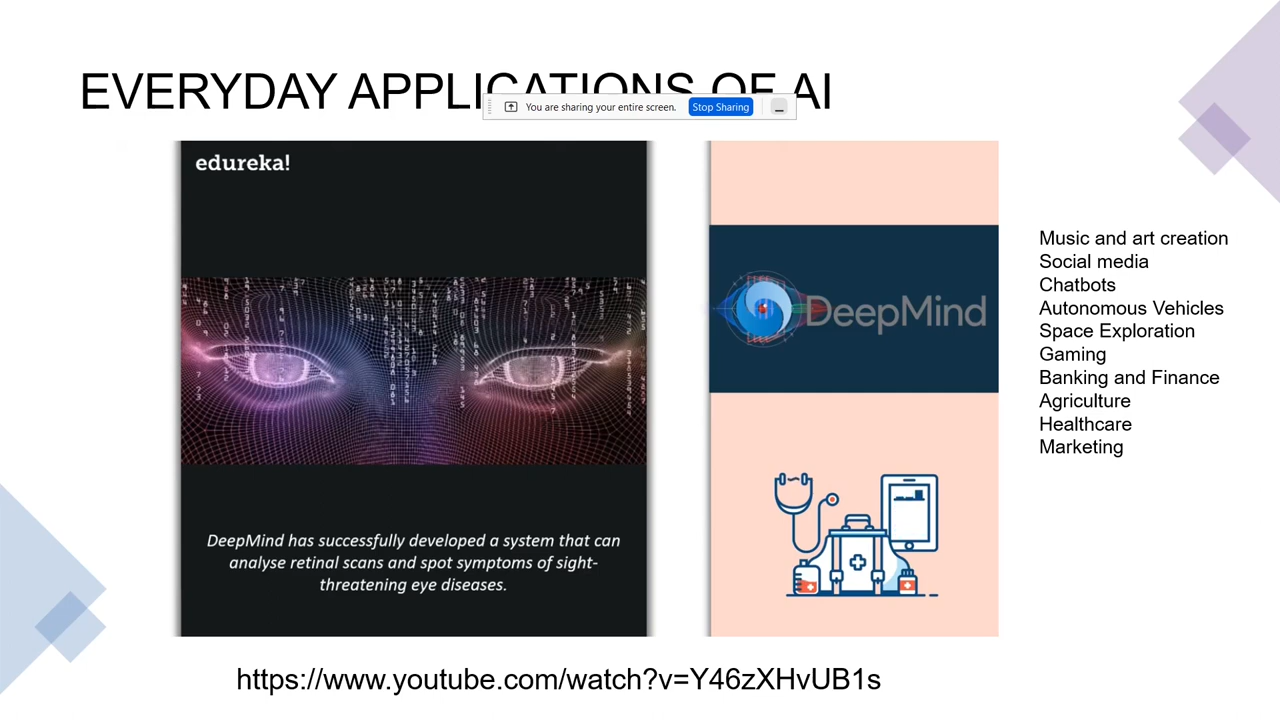 EVERYDAY APPLICATIONS OF AI
You are sharing your entire screen.
Stop Sharing
edureka!
DeepMind
DeepMind has successfully developed a system that can
analyse retinal scans and spot symptoms of sight-
threatening eye diseases.
Music and art creation
Social media
Chatbots
Autonomous Vehicles
Space Exploration
Gaming
Banking and Finance
Agriculture
Healthcare
Marketing
https://www.youtube.com/watch?v=Y46zXHvUB1s